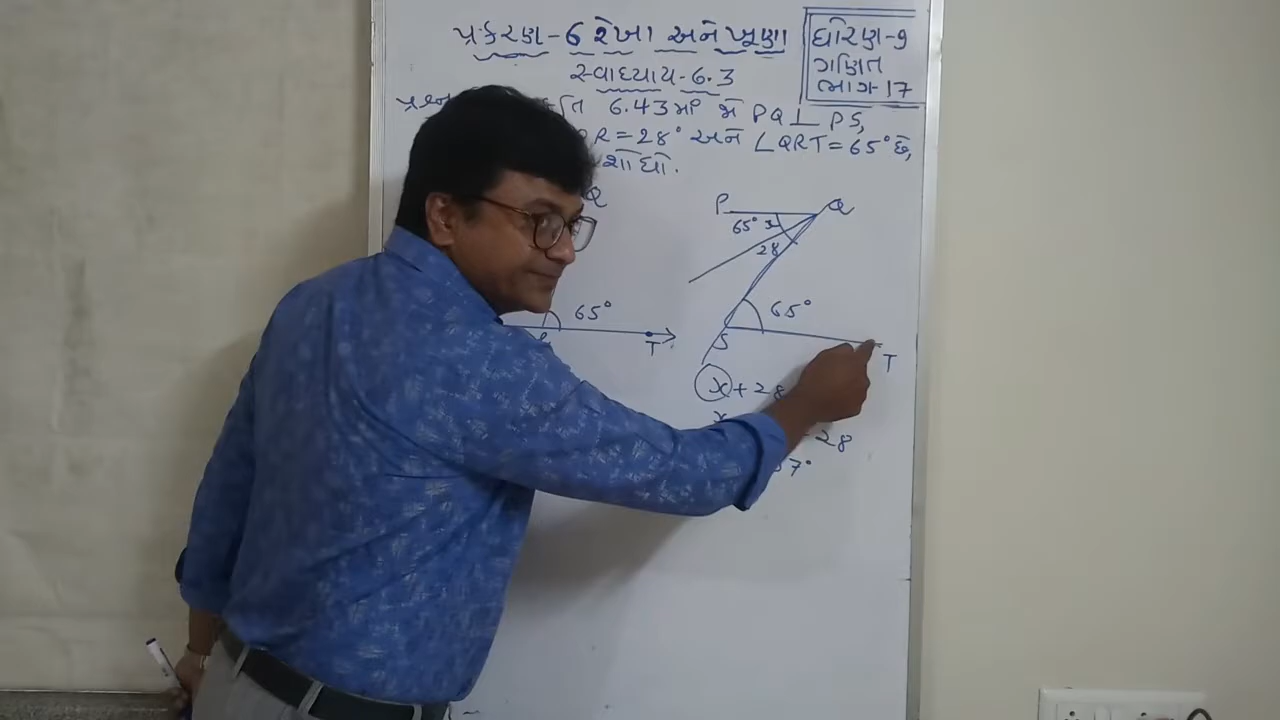 પ્રકરણ-6 રેખા અને ખૂણા
ધોરણ-9
ગણિત
ભાગ-17
સ્વાધ્યાય-6.3
6.43માં જો PQ⊥ PS,
R=28° અને ∠QRT=65° છે,
શોધો.
Q
65°
T
P
Q
65° x
28
65°
S
T
x + 28
x
- 28
7°